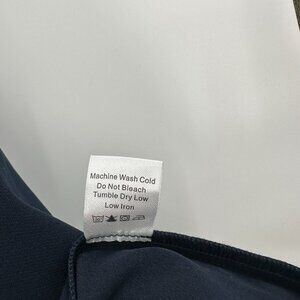 Machine Wash Cold
Do Not Bleach
Tumble Dry Low
Low Iron